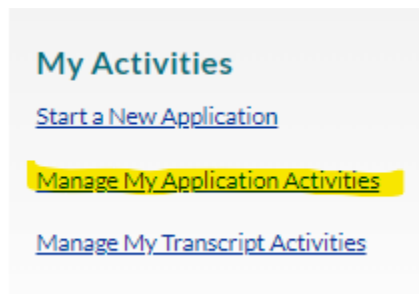 My Activities
Start a New Application
Manage My Application Activities
Manage My Transcript Activities